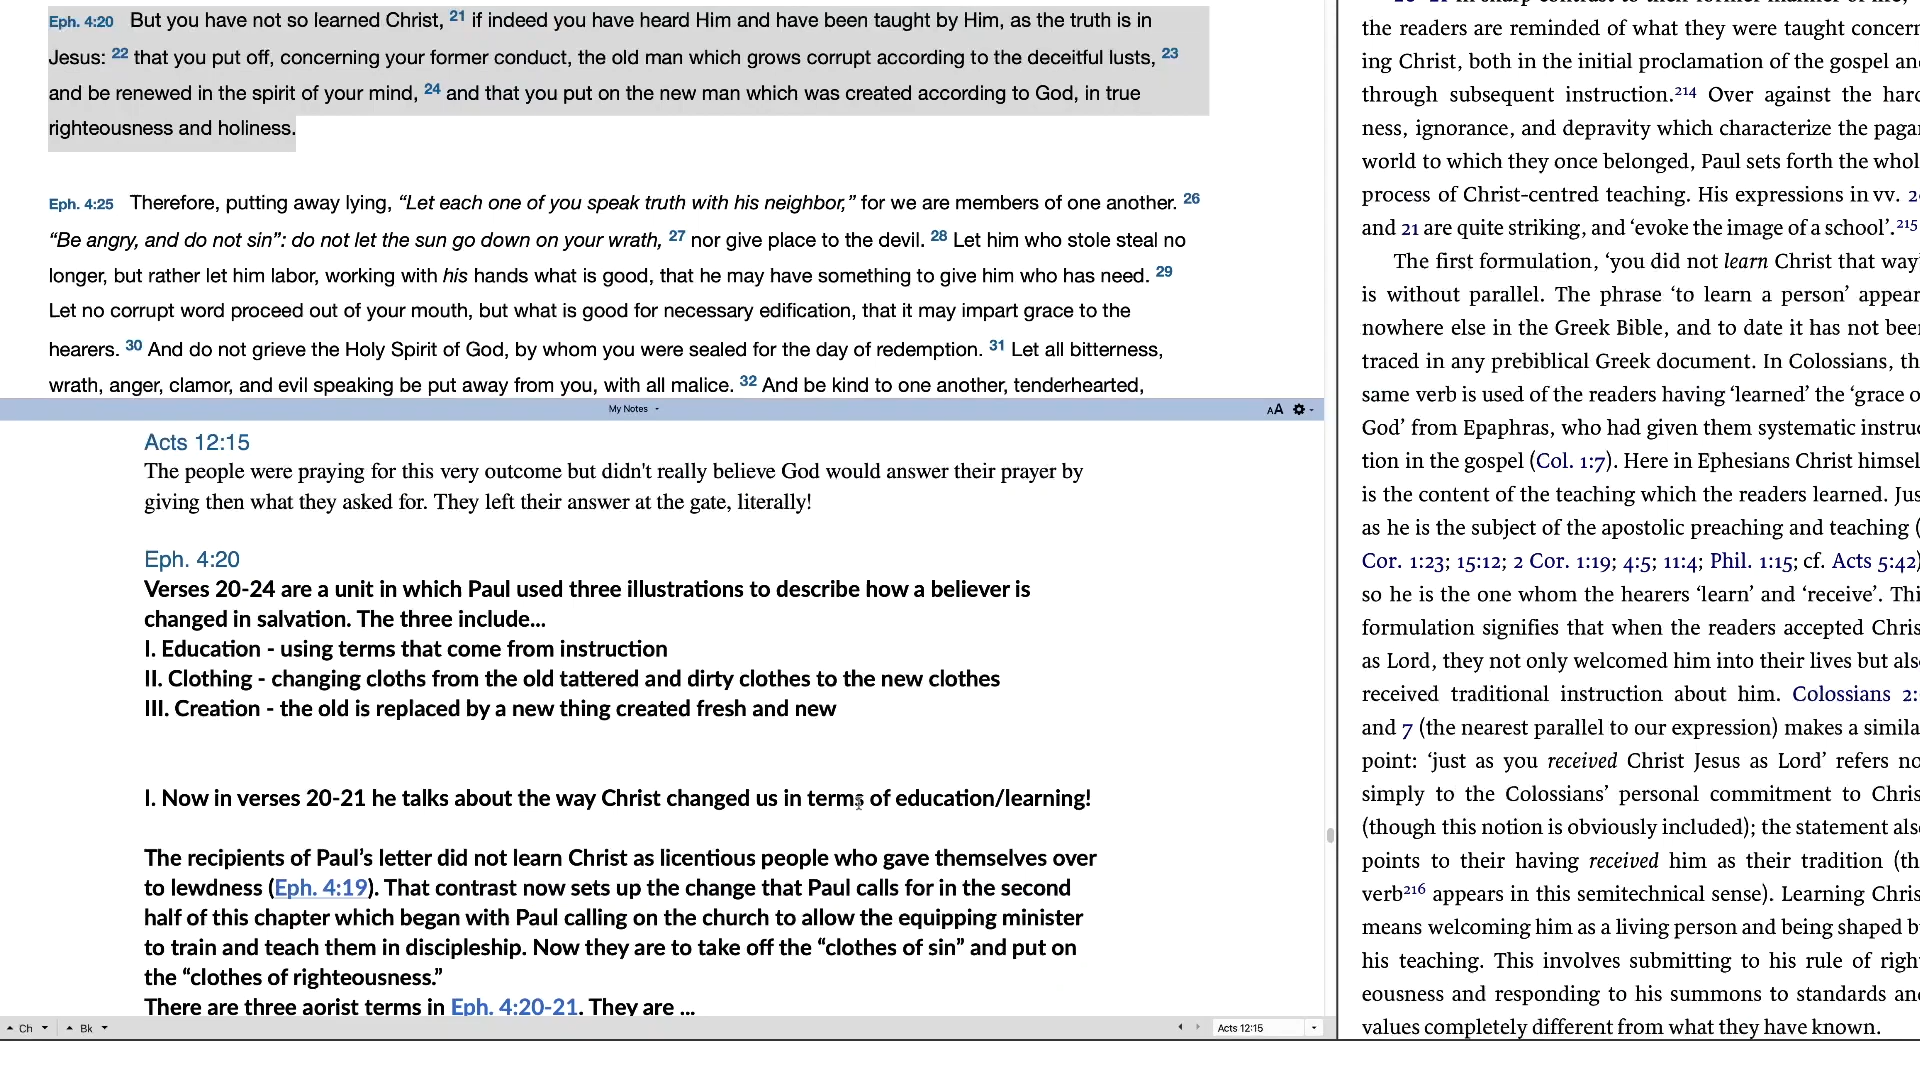 Eph. 4:20 But you have not so learned Christ, 21 if indeed you have heard Him and have been taught by Him, as the truth is in
Jesus: 22 that you put off, concerning your former conduct, the old man which grows corrupt according to the deceitful lusts, 23
and be renewed in the spirit of your mind, 24 and that you put on the new man which was created according to God, in true
righteousness and holiness.
Eph. 4:25 Therefore, putting away lying, “Let each one of you speak truth with his neighbor,” for we are members of one another. 26
“Be angry, and do not sin”: do not let the sun go down on your wrath, 27 nor give place to the devil. 28 Let him who stole steal no
longer, but rather let him labor, working with his hands what is good, that he may have something to give him who has need. 29
Let no corrupt word proceed out of your mouth, but what is good for necessary edification, that it may impart grace to the
hearers. 30 And do not grieve the Holy Spirit of God, by whom you were sealed for the day of redemption. 31 Let all bitterness,
wrath, anger, clamor, and evil speaking be put away from you, with all malice. 32 And be kind to one another, tenderhearted,
My Notes
AA
Acts 12:15
The people were praying for this very outcome but didn't really believe God would answer their prayer by
giving then what they asked for. They left their answer at the gate, literally!
Eph. 4:20
Verses 20-24 are a unit in which Paul used three illustrations to describe how a believer is
changed in salvation. The three include...
I. Education - using terms that come from instruction
II. Clothing - changing cloths from the old tattered and dirty clothes to the new clothes
III. Creation - the old is replaced by a new thing created fresh and new
I. Now in verses 20-21 he talks about the way Christ changed us in terms of education/learning!
The recipients of Paul’s letter did not learn Christ as licentious people who gave themselves over
to lewdness (Eph. 4:19). That contrast now sets up the change that Paul calls for in the second
half of this chapter which began with Paul calling on the church to allow the equipping minister
to train and teach them in discipleship. Now they are to take off the “clothes of sin” and put on
the “clothes of righteousness.”
There are three aorist terms in Eph. 4:20-21. They are ...
Ch Bk Acts 12:15
the readers are reminded of what they were taught concern
ing Christ, both in the initial proclamation of the gospel an
through subsequent instruction.214 Over against the hard
ness, ignorance, and depravity which characterize the paga
world to which they once belonged, Paul sets forth the whol
process of Christ-centred teaching. His expressions in vv. 2
and 21 are quite striking, and ‘evoke the image of a school’.215
The first formulation, ‘you did not learn Christ that way’
is without parallel. The phrase ‘to learn a person’ appear
nowhere else in the Greek Bible, and to date it has not bee
traced in any prebiblical Greek document. In Colossians, th
same verb is used of the readers having ‘learned’ the ‘grace o
God’ from Epaphras, who had given them systematic instruc
tion in the gospel (Col. 1:7). Here in Ephesians Christ himsel
is the content of the teaching which the readers learned. Jus
as he is the subject of the apostolic preaching and teaching (
Cor. 1:23; 15:12; 2 Cor. 1:19; 4:5; 11:4; Phil. 1:15; cf. Acts 5:42)
so he is the one whom the hearers ‘learn’ and ‘receive’. Thi
formulation signifies that when the readers accepted Chris
as Lord, they not only welcomed him into their lives but als
received traditional instruction about him. Colossians 2:
and 7 (the nearest parallel to our expression) makes a simila
point: ‘just as you received Christ Jesus as Lord’ refers no
simply to the Colossians’ personal commitment to Chris
(though this notion is obviously included); the statement als
points to their having received him as their tradition (th
verb216 appears in this semitechnical sense). Learning Chris
means welcoming him as a living person and being shaped b
his teaching. This involves submitting to his rule of right
eousness and responding to his summons to standards an
values completely different from what they have known.